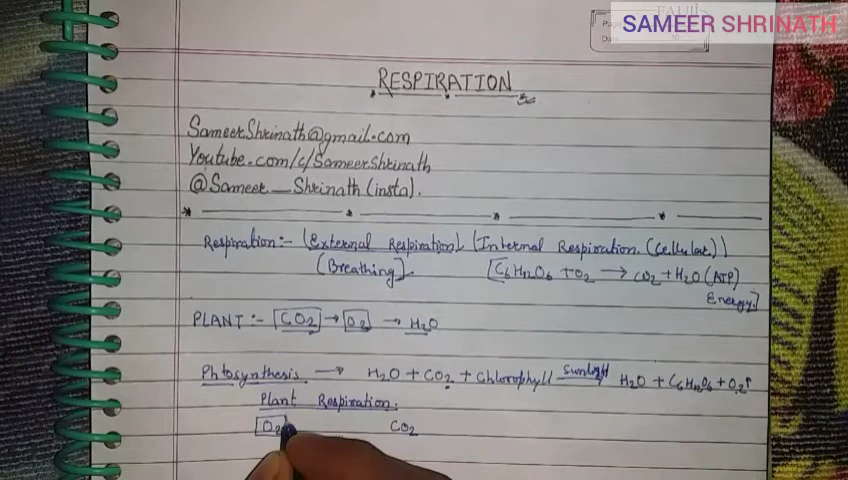 SAMEER SHRINATH
RESPIRATION
SameerShrinath@gmail.com
Youtube.com/c/SameerShrinath
@Sameer_Shrinath (insta).
Respiration:- (External Respiration) (Internal Respiration. (Cellular.))
(Breathing) [C6H12O6 + O2 → CO2 + H2O (ATP)
Energy.]
PLANT :- CO2 → O2 → H2O
Phtosynthesis → H2O + CO2 + Chlorophyll sunlight H2O + C6H12O6 + O2↑
Plant Respiration.
O2 CO2